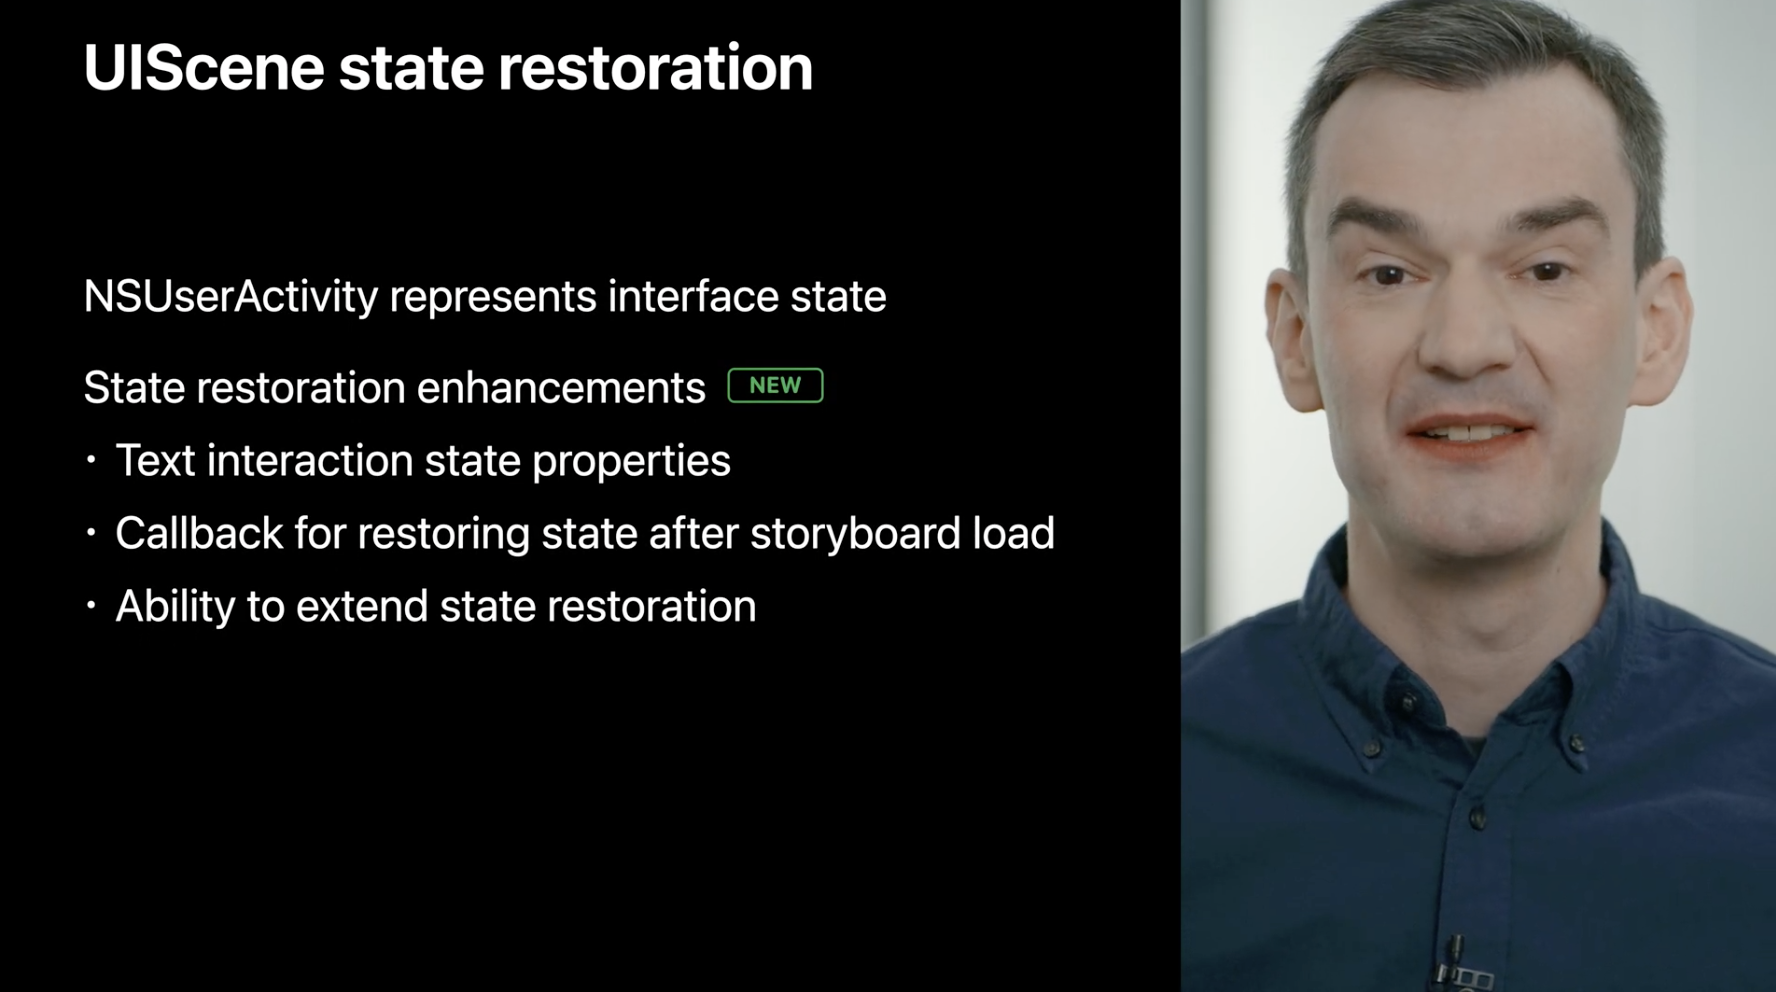 UIScene state restoration
NSUserActivity represents interface state
State restoration enhancements NEW
· Text interaction state properties
· Callback for restoring state after storyboard load
· Ability to extend state restoration